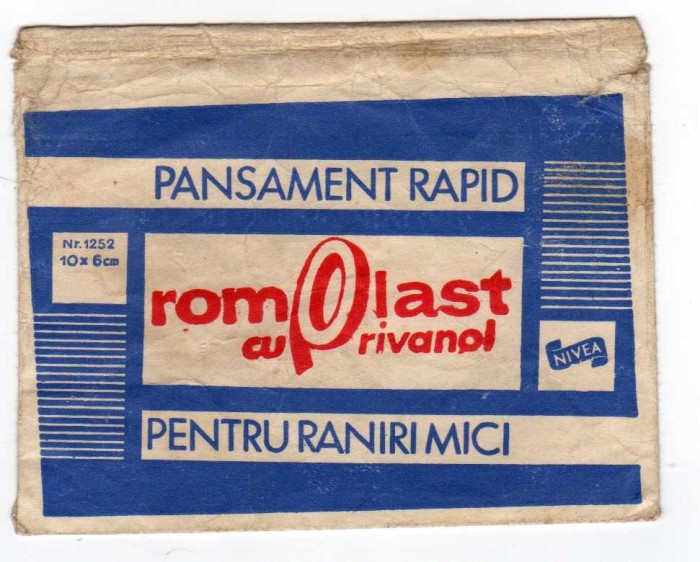 PANSAMENT RAPID
Nr. 1252
10 x 6 cm
romplast
cu rivanol
NIVEA
PENTRU RANIRI MICI